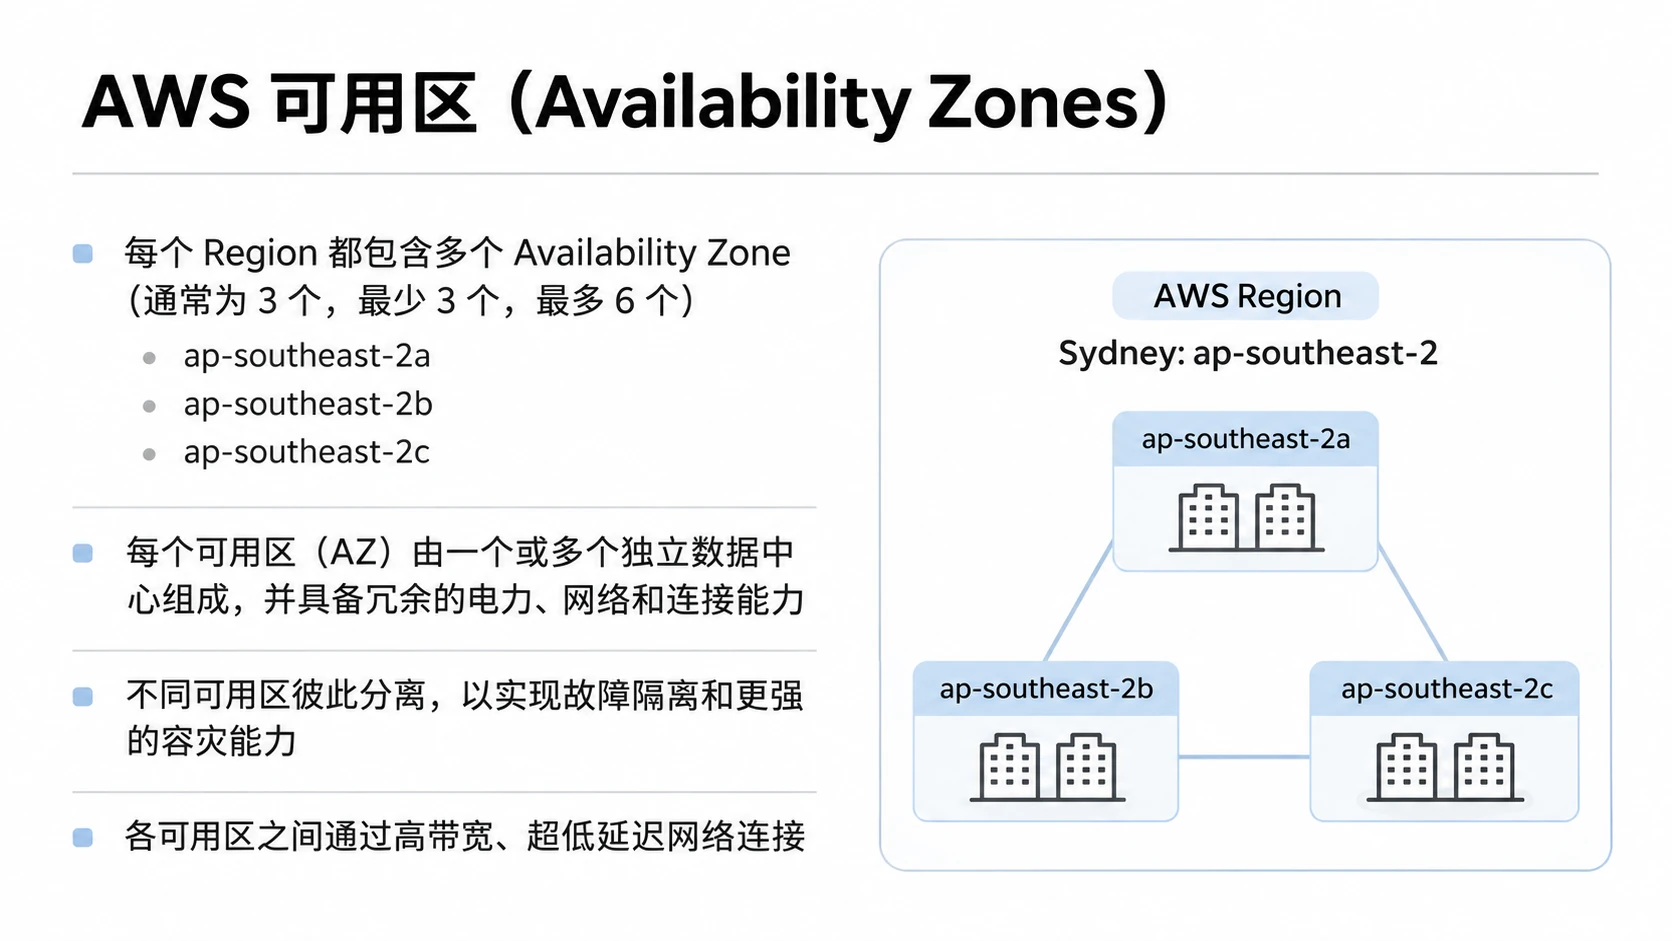 AWS 可用区（Availability Zones）
每个 Region 都包含多个 Availability Zone
（通常为 3 个，最少 3 个，最多 6 个）
ap-southeast-2a
ap-southeast-2b
ap-southeast-2c
每个可用区（AZ）由一个或多个独立数据中
心组成，并具备冗余的电力、网络和连接能力
不同可用区彼此分离，以实现故障隔离和更强
的容灾能力
各可用区之间通过高带宽、超低延迟网络连接
AWS Region
Sydney: ap-southeast-2
ap-southeast-2a
ap-southeast-2b
ap-southeast-2c